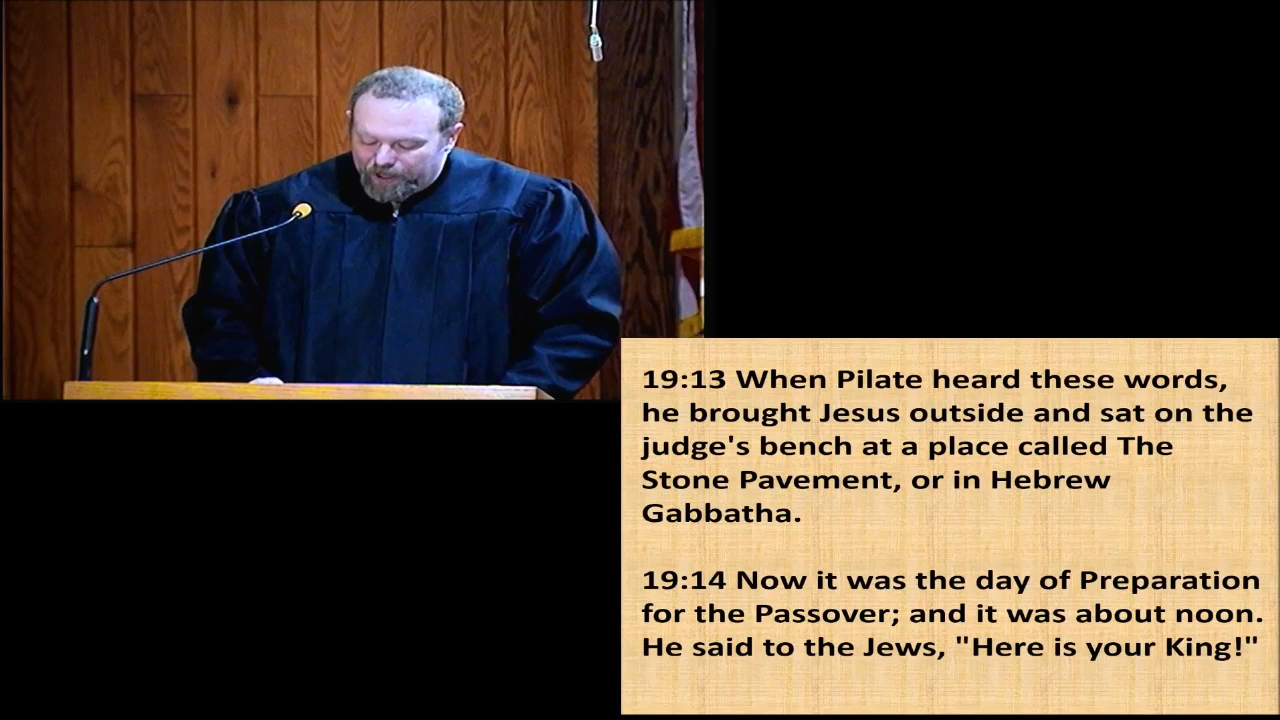 19:13 When Pilate heard these words,
he brought Jesus outside and sat on the
judge's bench at a place called The
Stone Pavement, or in Hebrew
Gabbatha.
19:14 Now it was the day of Preparation
for the Passover; and it was about noon.
He said to the Jews, "Here is your King!"